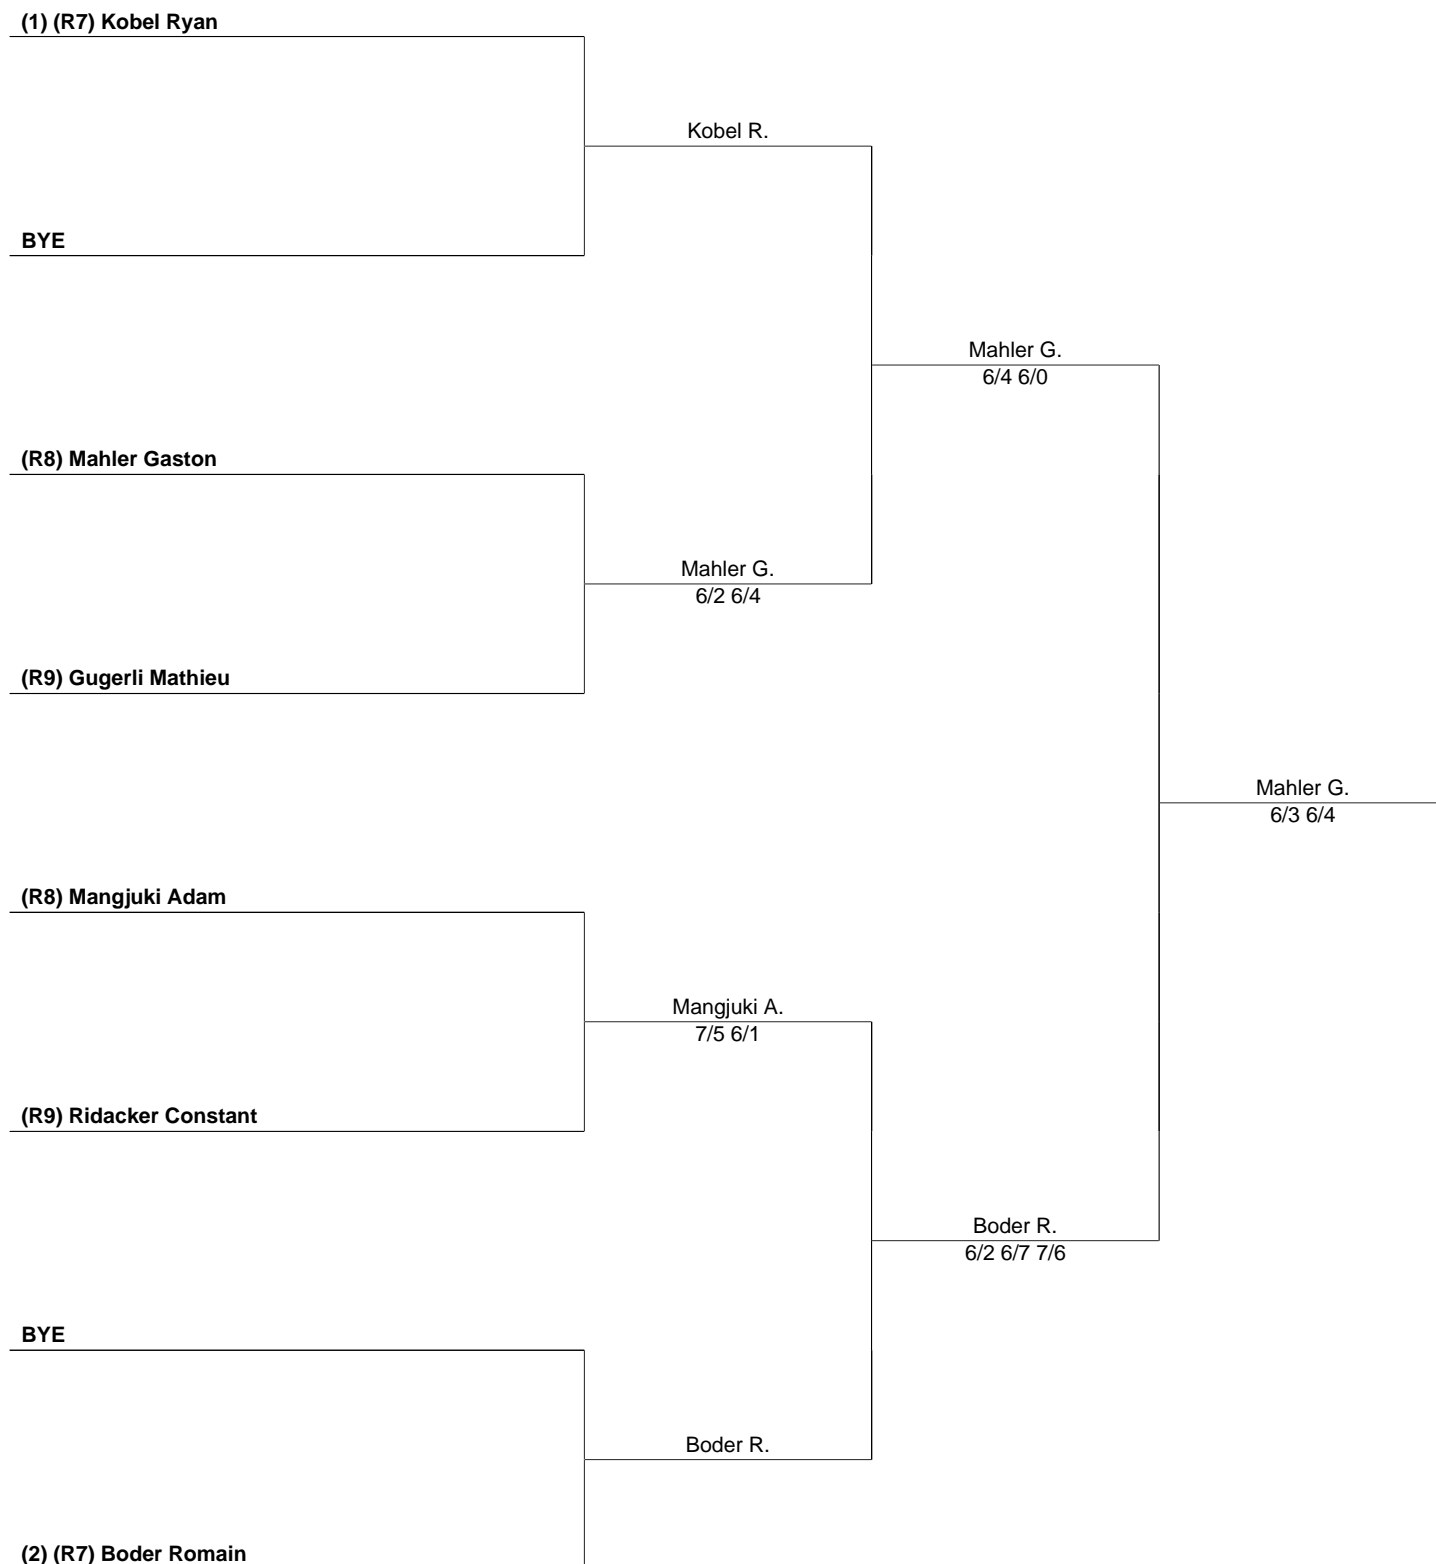 (1) (R7) Kobel Ryan
Kobel R.
BYE
Mahler G.
6/4 6/0
(R8) Mahler Gaston
Mahler G.
6/2 6/4
(R9) Gugerli Mathieu
Mahler G.
6/3 6/4
(R8) Mangjuki Adam
Mangjuki A.
7/5 6/1
(R9) Ridacker Constant
Boder R.
6/2 6/7 7/6
BYE
Boder R.
(2) (R7) Boder Romain